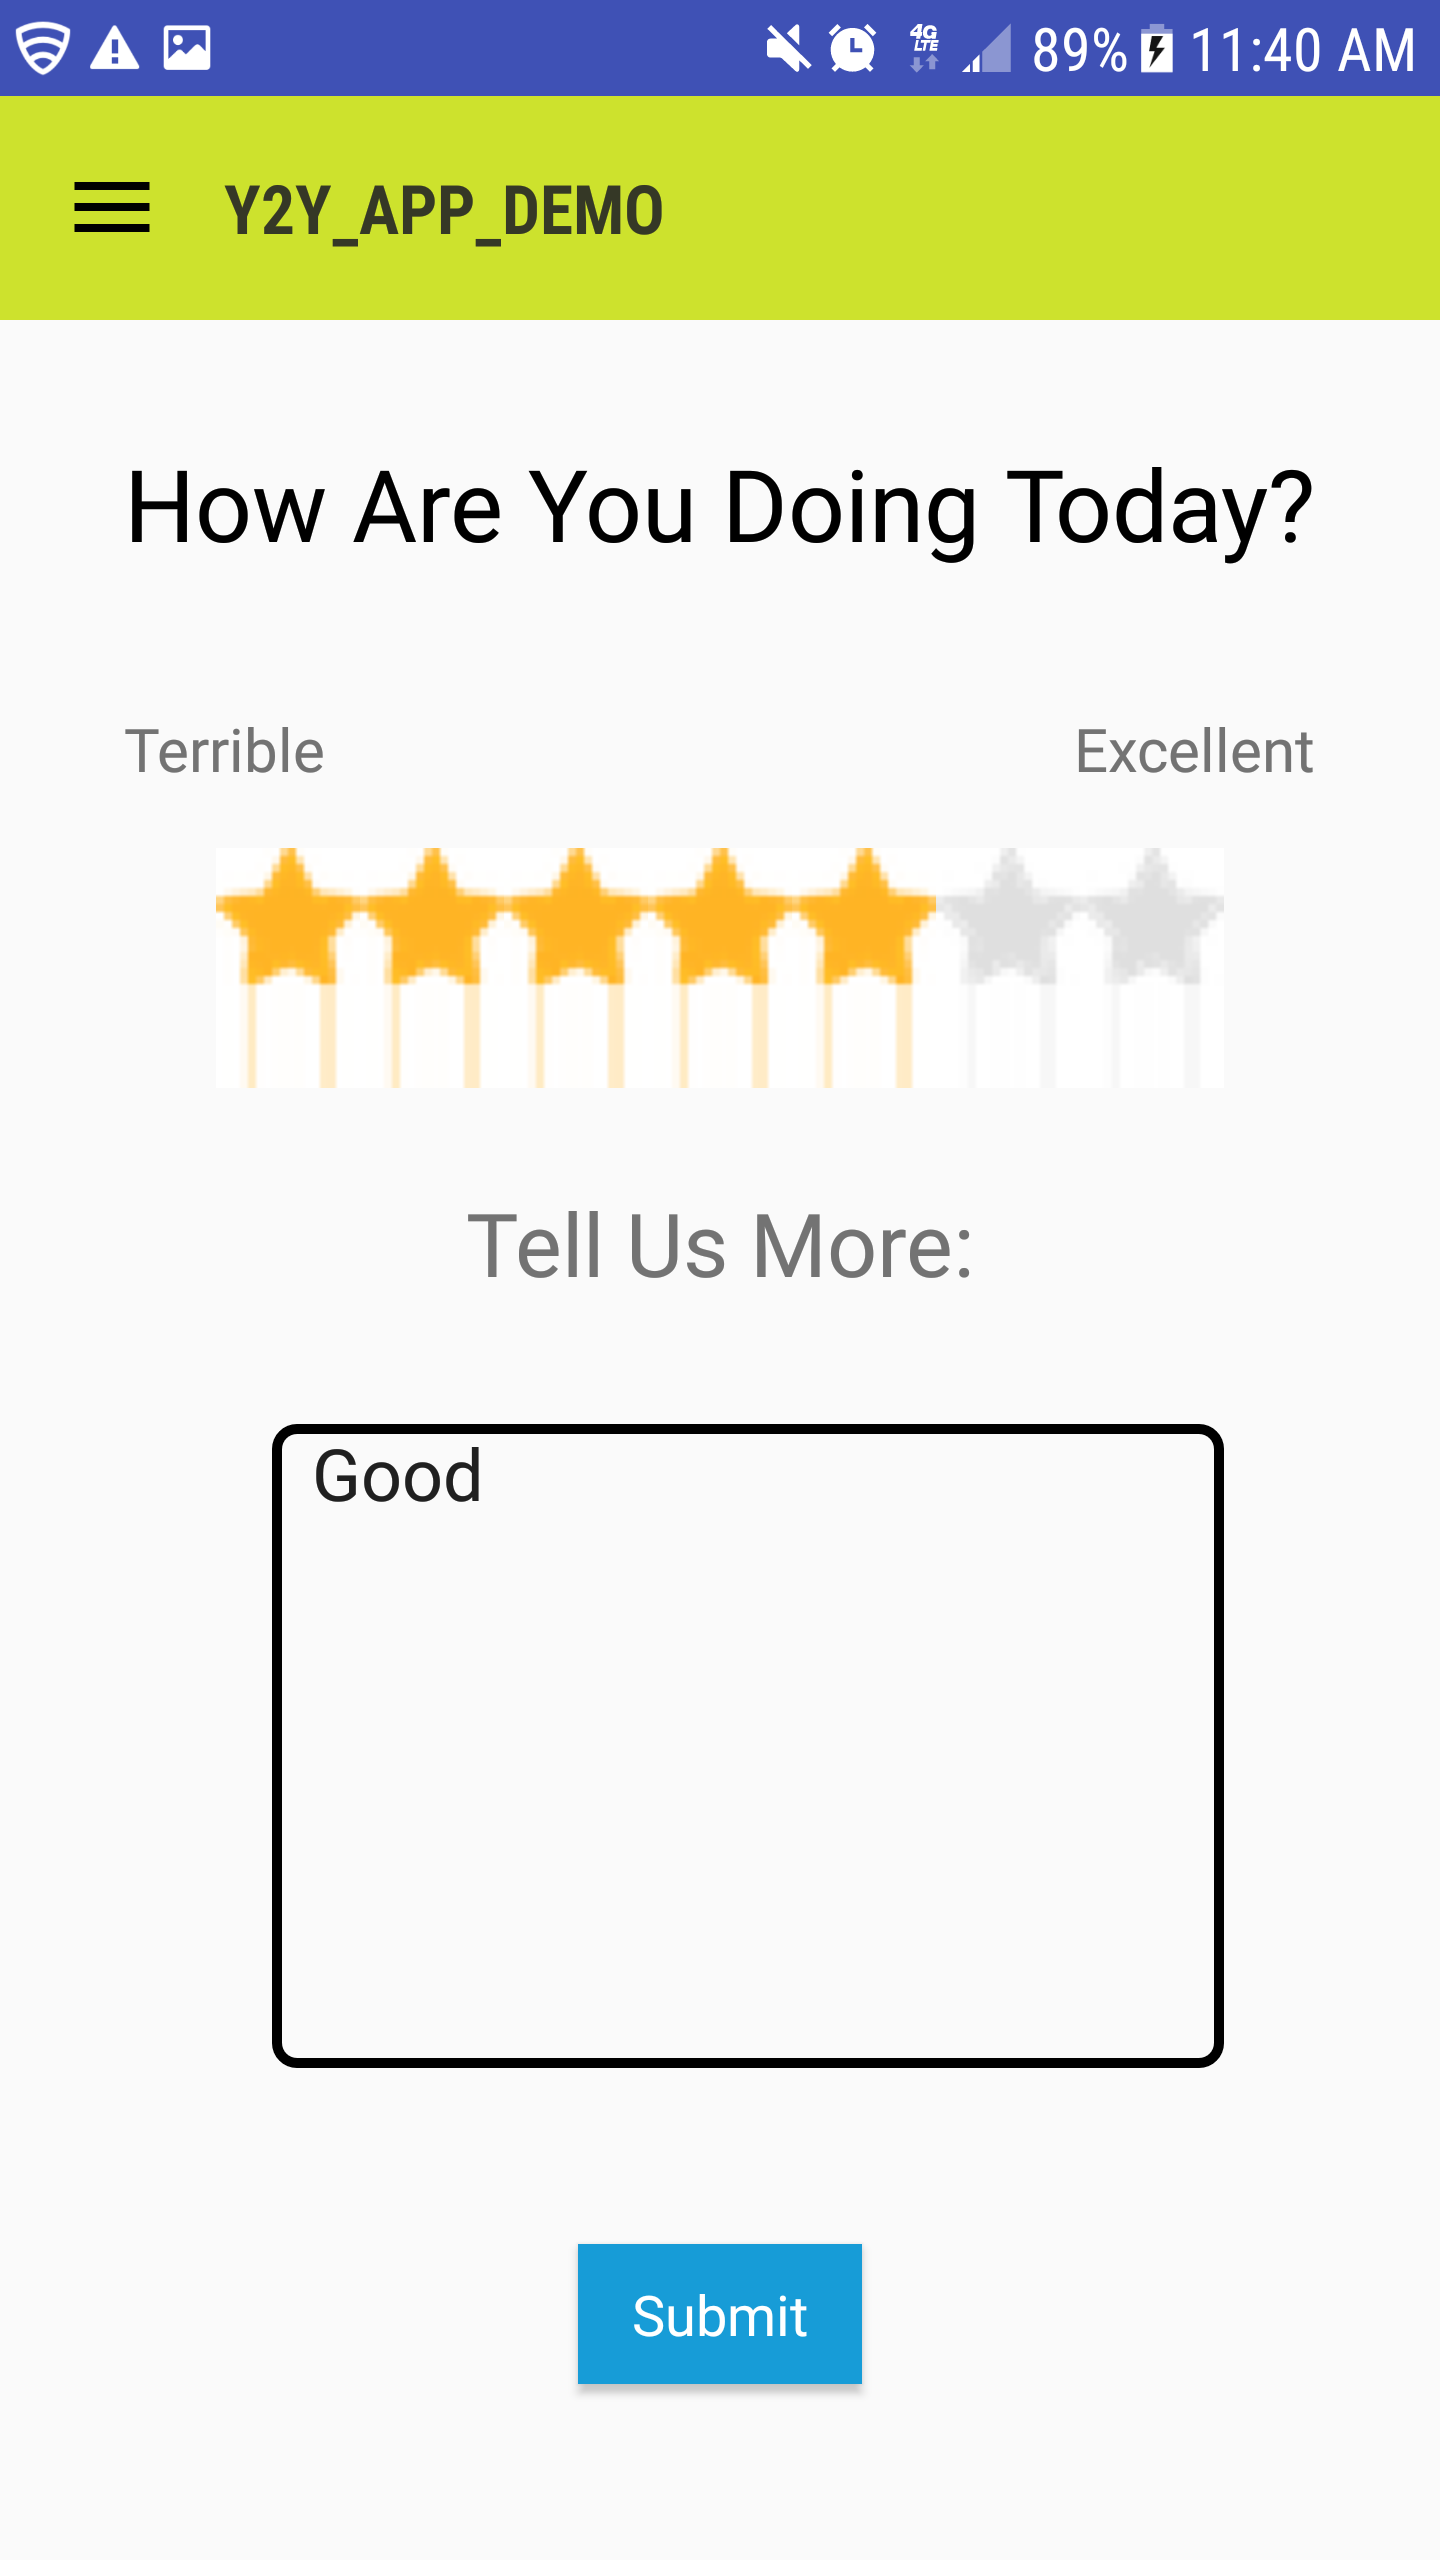 4G LTE 89% 11:40 AM
Y2Y_APP_DEMO
How Are You Doing Today?
Terrible Excellent
Tell Us More:
Good
Submit